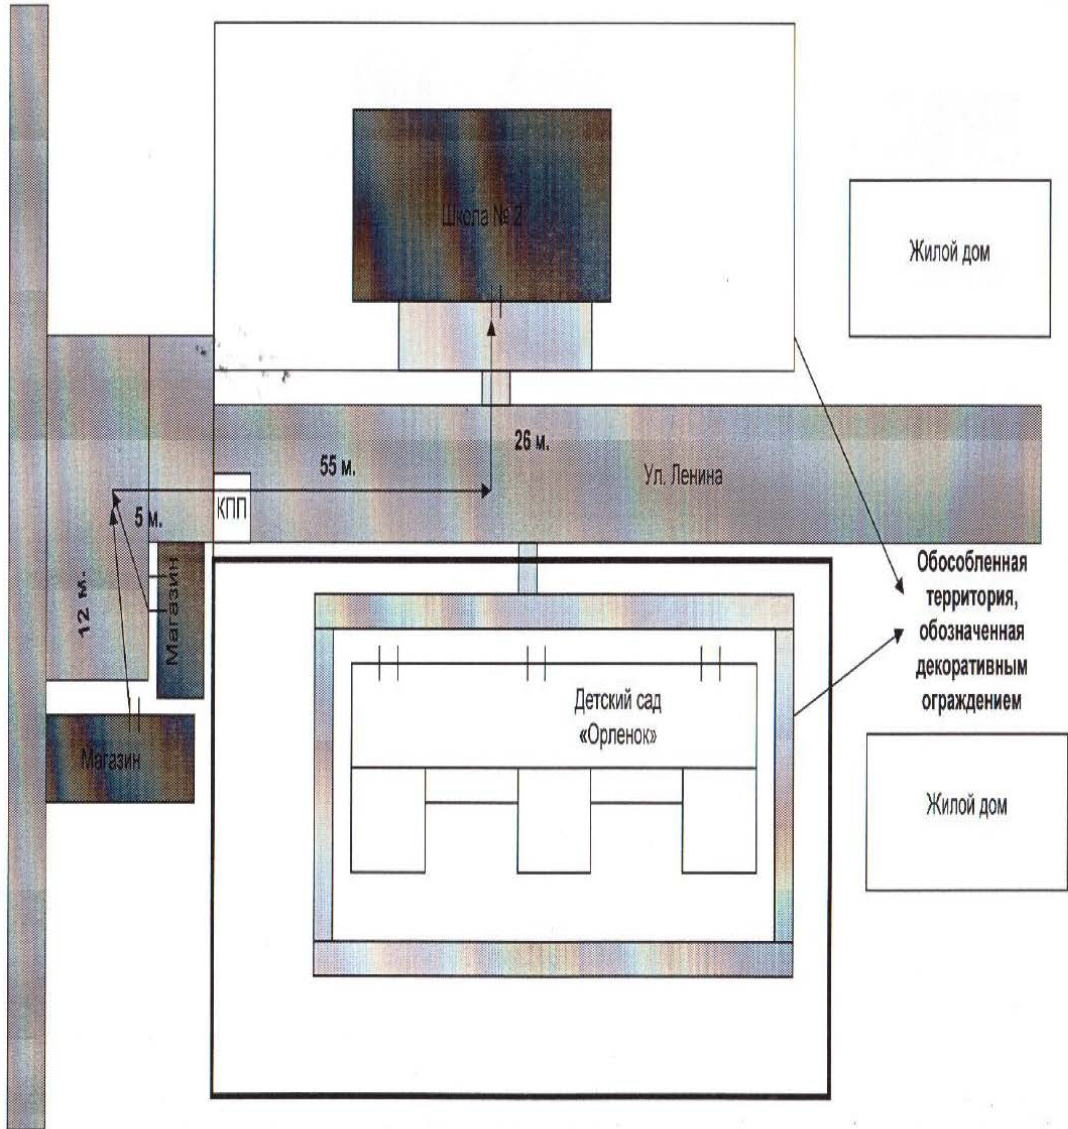 Школа № 2
Жилой дом
26 м.
55 м.
Ул. Ленина
КПП
5 м.
12 м.
Магазин
Обособленная
территория,
обозначенная
декоративным
ограждением
Детский сад
«Орленок»
Магазин
Жилой дом